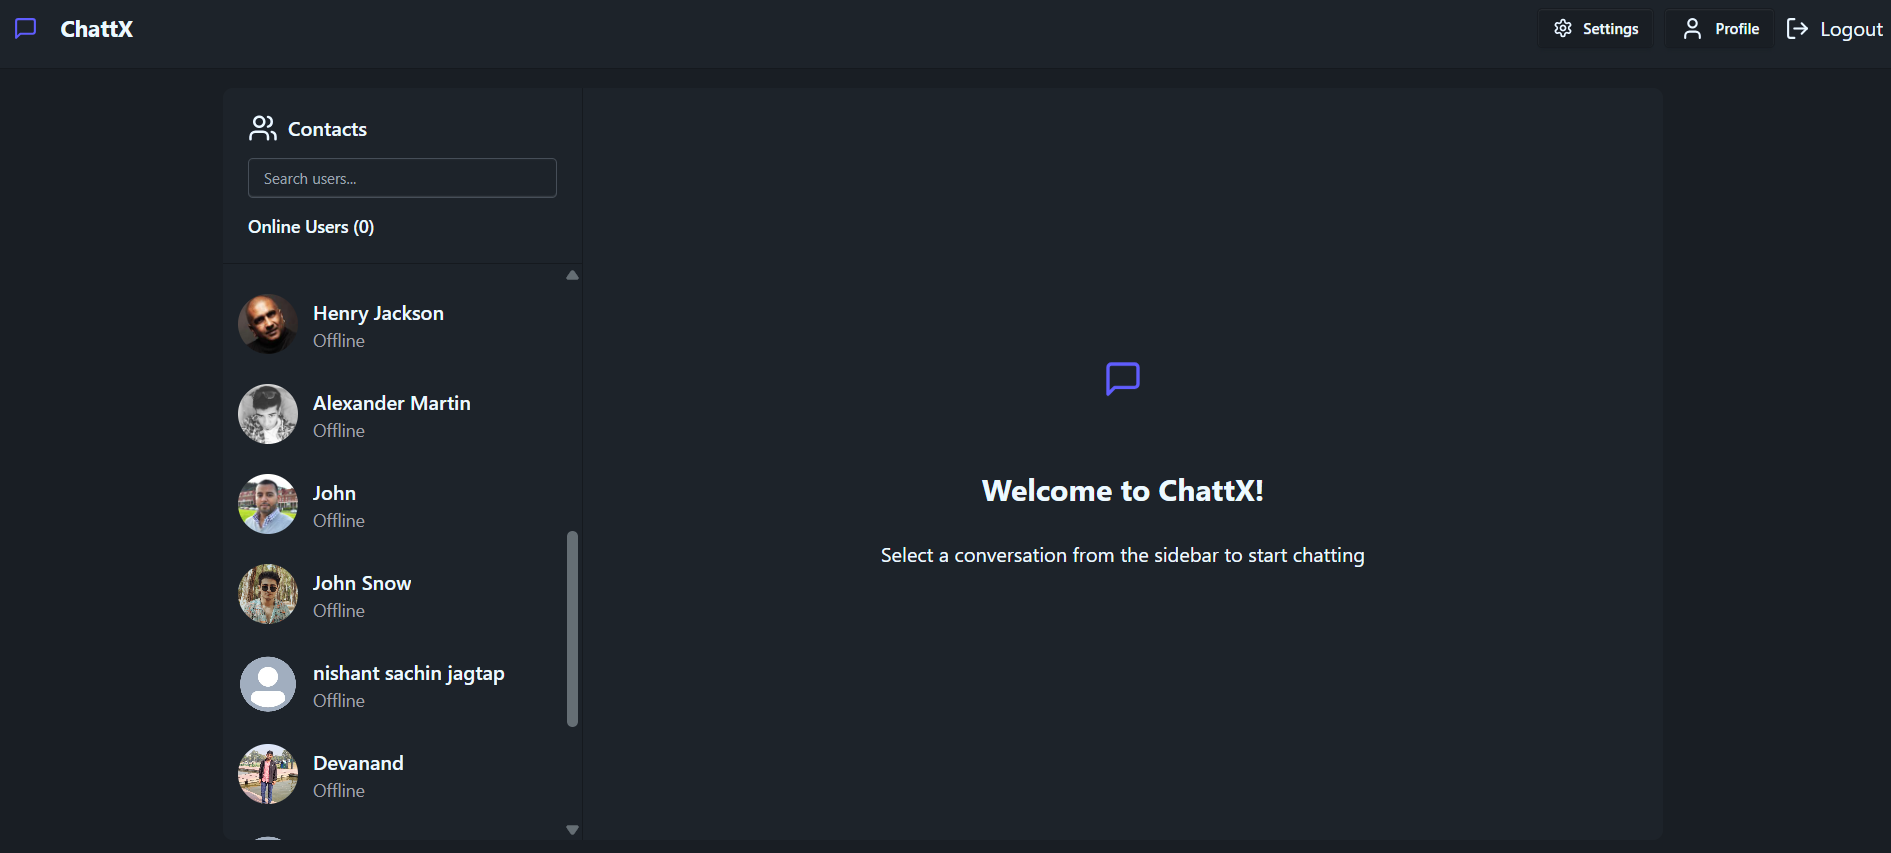 ChattX
Settings
Profile
Logout
Contacts
Search users...
Online Users (0)
Henry Jackson
Offline
Alexander Martin
Offline
John
Offline
John Snow
Offline
nishant sachin jagtap
Offline
Devanand
Offline
Welcome to ChattX!
Select a conversation from the sidebar to start chatting